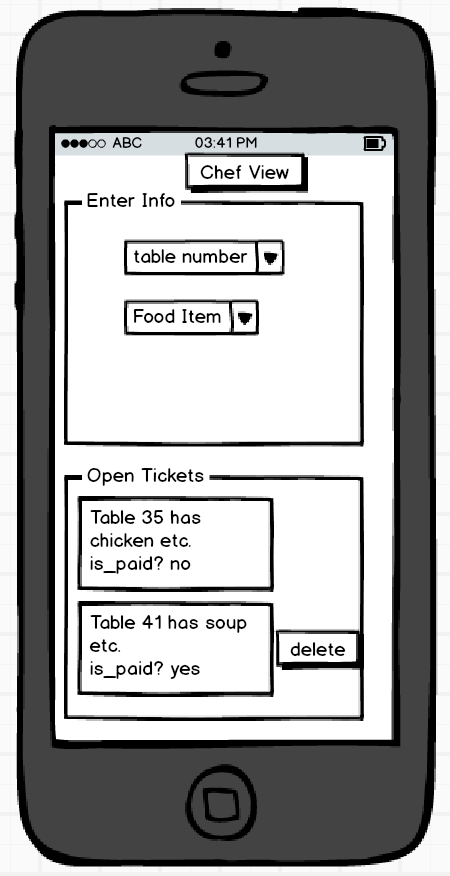 ABC 03:41 PM
Chef View
Enter Info
table number
Food Item
Open Tickets
Table 35 has
chicken etc.
is_paid? no
Table 41 has soup
etc.
is_paid? yes
delete